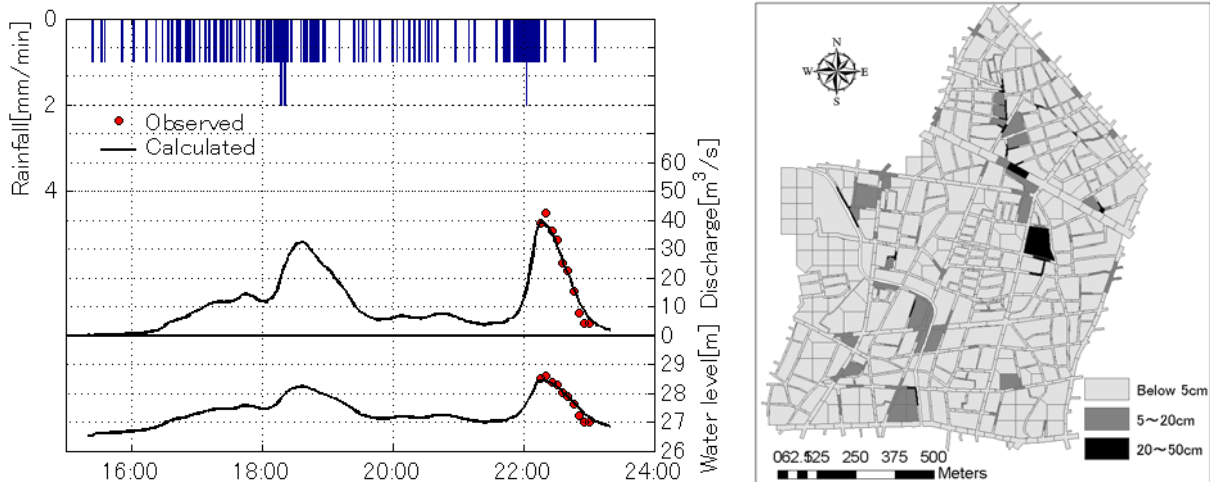 0
2
4
Rainfall[mm/min]
Observed
Calculated
60
50
40
30
20
10
0
Discharge[m³/s]
29
28
27
26
Water level[m]
16:00 18:00 20:00 22:00 24:00
N
W E
S
Below 5cm
5～20cm
20～50cm
062.5125 250 375 500
Meters